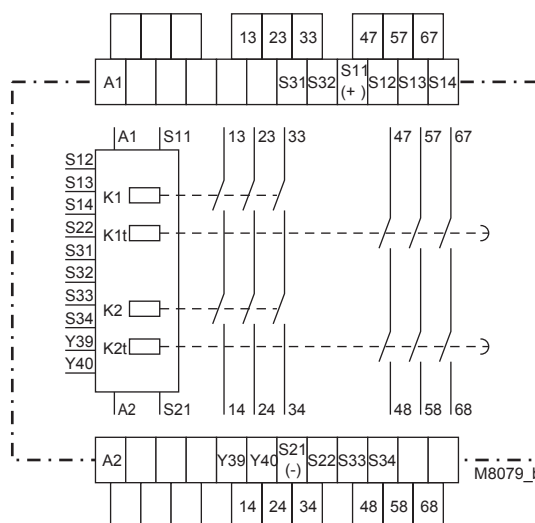 13 23 33 47 57 67
A1 S31 S32 S11 (+) S12 S13 S14
A1 S11 13 23 33 47 57 67
S12
S13
K1
S14
S22
K1t
S31
S32
S33
K2
S34
Y39
K2t
Y40
A2 S21 14 24 34 48 58 68
A2 Y39 Y40 S21 (-) S22 S33 S34
M8079_b
14 24 34 48 58 68